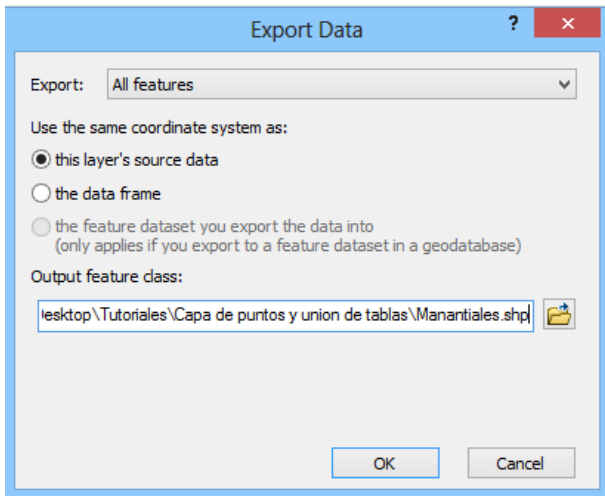 Export Data
?
×
Export:
All features
Use the same coordinate system as:
this layer's source data
the data frame
the feature dataset you export the data into
(only applies if you export to a feature dataset in a geodatabase)
Output feature class:
esktop\Tutoriales\Capa de puntos y union de tablas\Manantiales.shp
OK
Cancel